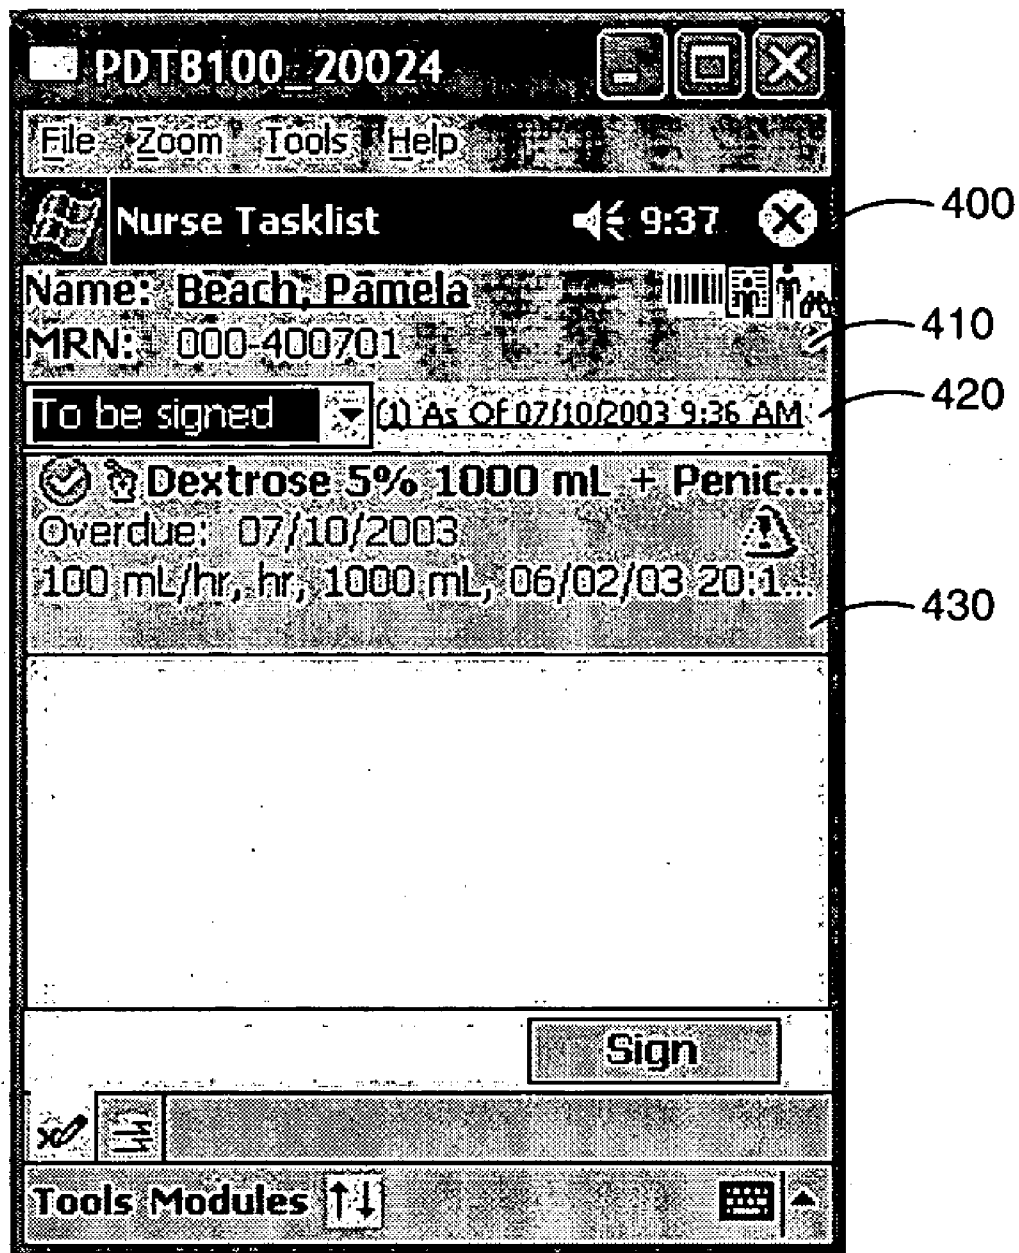 PDT8100_20024
File Zoom Tools Help
Nurse Tasklist 9:37
400
Name: Beach, Pamela
MRN: 000-400701
410
To be signed (1) As Of 07/10/2003 9:36 AM
420
Dextrose 5% 1000 mL + Penic...
Overdue: 07/10/2003
100 mL/hr, hr, 1000 mL, 06/02/03 20:1...
430
Sign
Tools Modules